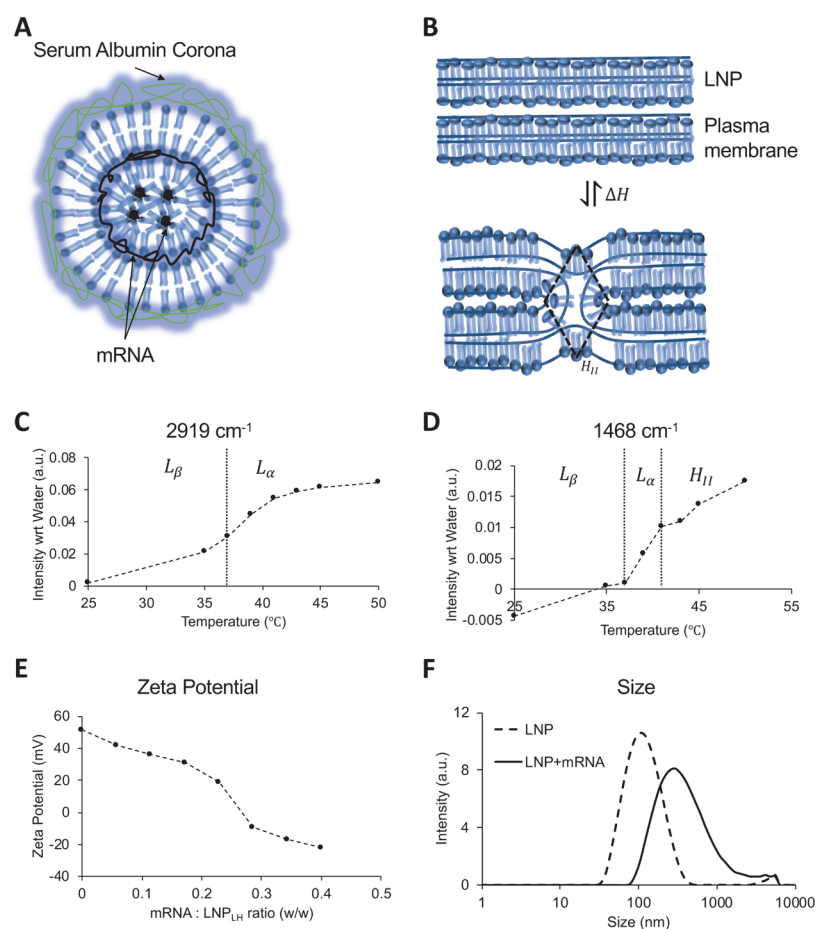 A
Serum Albumin Corona
mRNA
B
LNP
Plasma
membrane
ΔH
H_II
C
2919 cm⁻¹
L_β
L_α
Intensity wrt Water (a.u.)
0.08
0.06
0.04
0.02
0
25
30
35
40
45
50
Temperature (°C)
D
1468 cm⁻¹
L_β
L_α
H_II
Intensity wrt Water (a.u.)
0.02
0.015
0.01
0.005
0
-0.005
25
35
45
55
Temperature (°C)
E
Zeta Potential
Zeta Potential (mV)
60
40
20
0
-20
-40
0
0.1
0.2
0.3
0.4
0.5
mRNA : LNP_LH ratio (w/w)
F
Size
LNP
LNP+mRNA
Intensity (a.u.)
12
8
4
0
1
10
100
1000
10000
Size (nm)